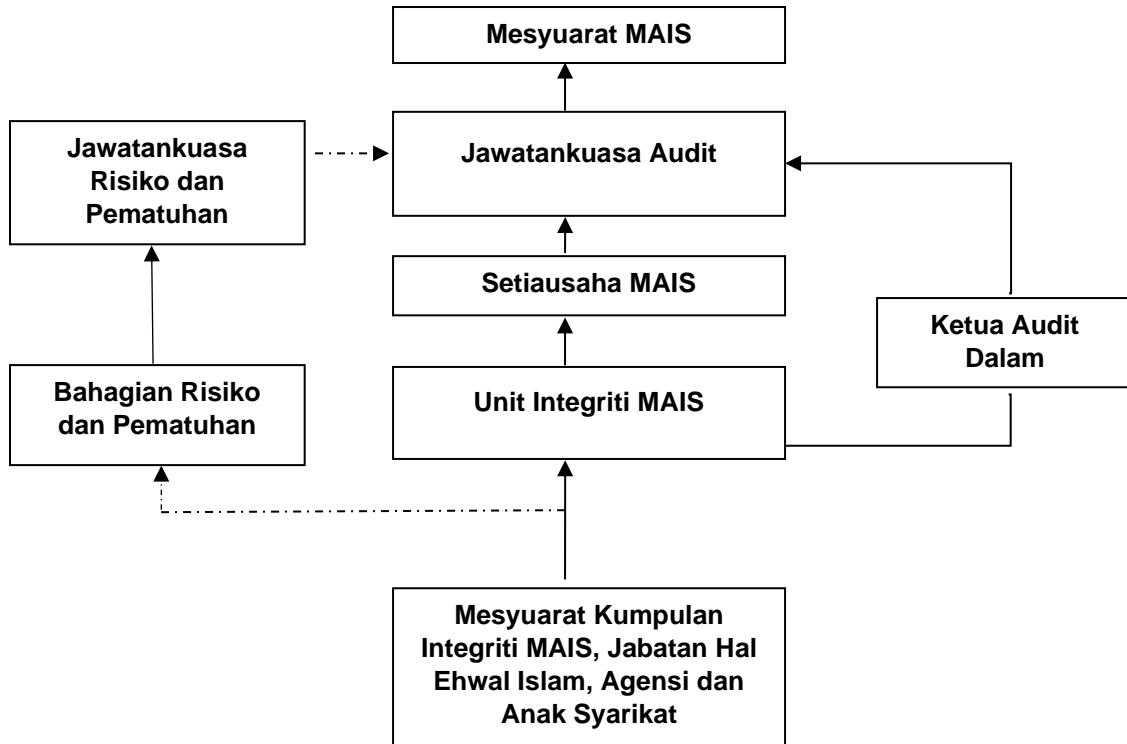 Mesyuarat MAIS
Jawatankuasa
Risiko dan
Pematuhan
Jawatankuasa Audit
Setiausaha MAIS
Ketua Audit
Dalam
Bahagian Risiko
dan Pematuhan
Unit Integriti MAIS
Mesyuarat Kumpulan
Integriti MAIS, Jabatan Hal
Ehwal Islam, Agensi dan
Anak Syarikat